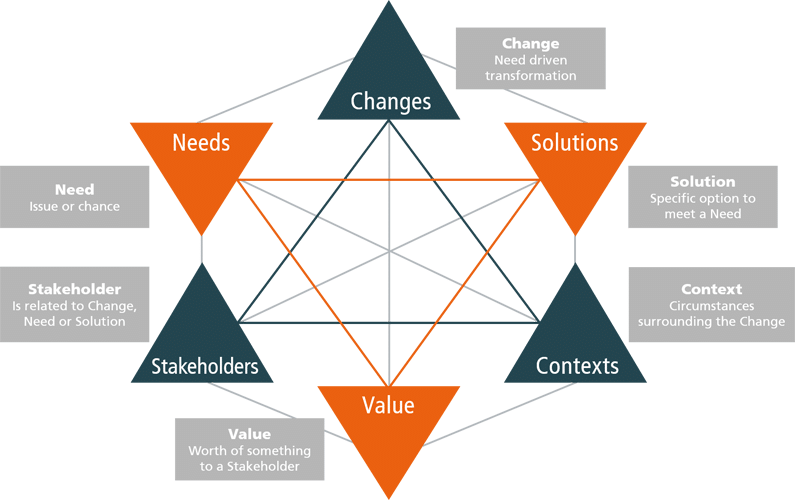 Changes
Change
Need driven
transformation
Needs
Solutions
Need
Issue or chance
Solution
Specific option to
meet a Need
Stakeholder
Is related to Change,
Need or Solution
Context
Circumstances
surrounding the Change
Stakeholders
Contexts
Value
Value
Worth of something
to a Stakeholder